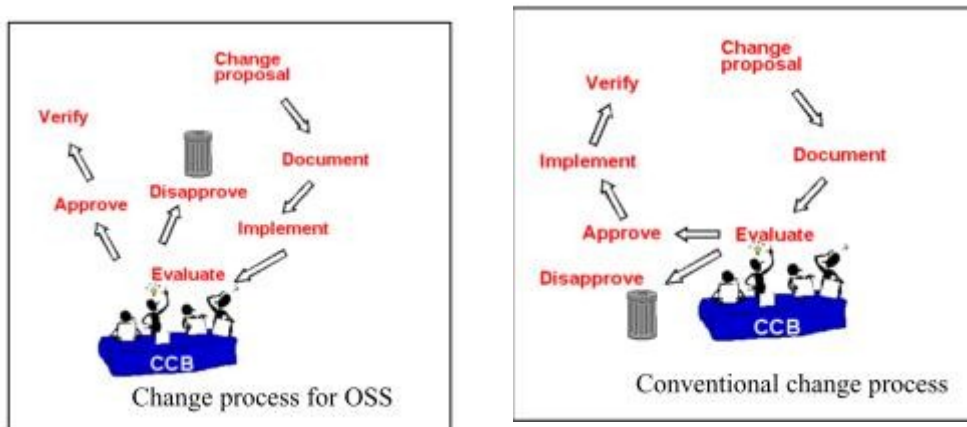 Change
proposal
Verify
Document
Disapprove
Approve
Implement
Evaluate
CCB
Change process for OSS
Change
proposal
Verify
Implement
Document
Approve
Evaluate
Disapprove
CCB
Conventional change process